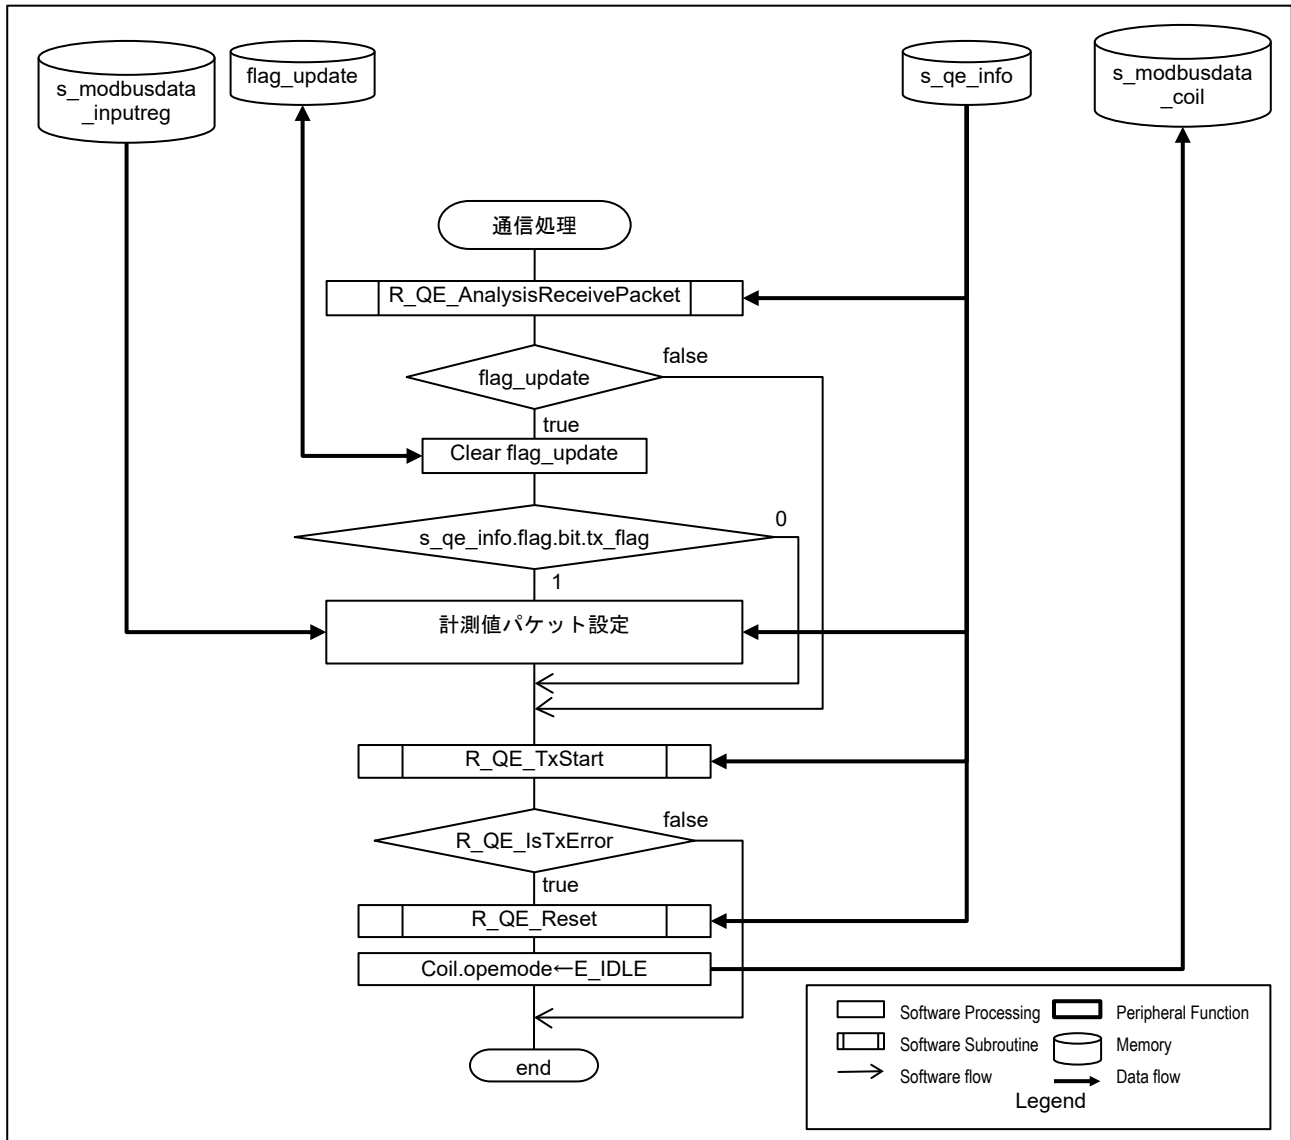 s_modbusdata
_inputreg
flag_update
s_qe_info
s_modbusdata
_coil
通信処理
R_QE_AnalysisReceivePacket
false
flag_update
true
Clear flag_update
0
s_qe_info.flag.bit.tx_flag
1
計測値パケット設定
R_QE_TxStart
false
R_QE_IsTxError
true
R_QE_Reset
Coil.opemode←E_IDLE
end
Software Processing
Peripheral Function
Software Subroutine
Memory
Software flow
Data flow
Legend